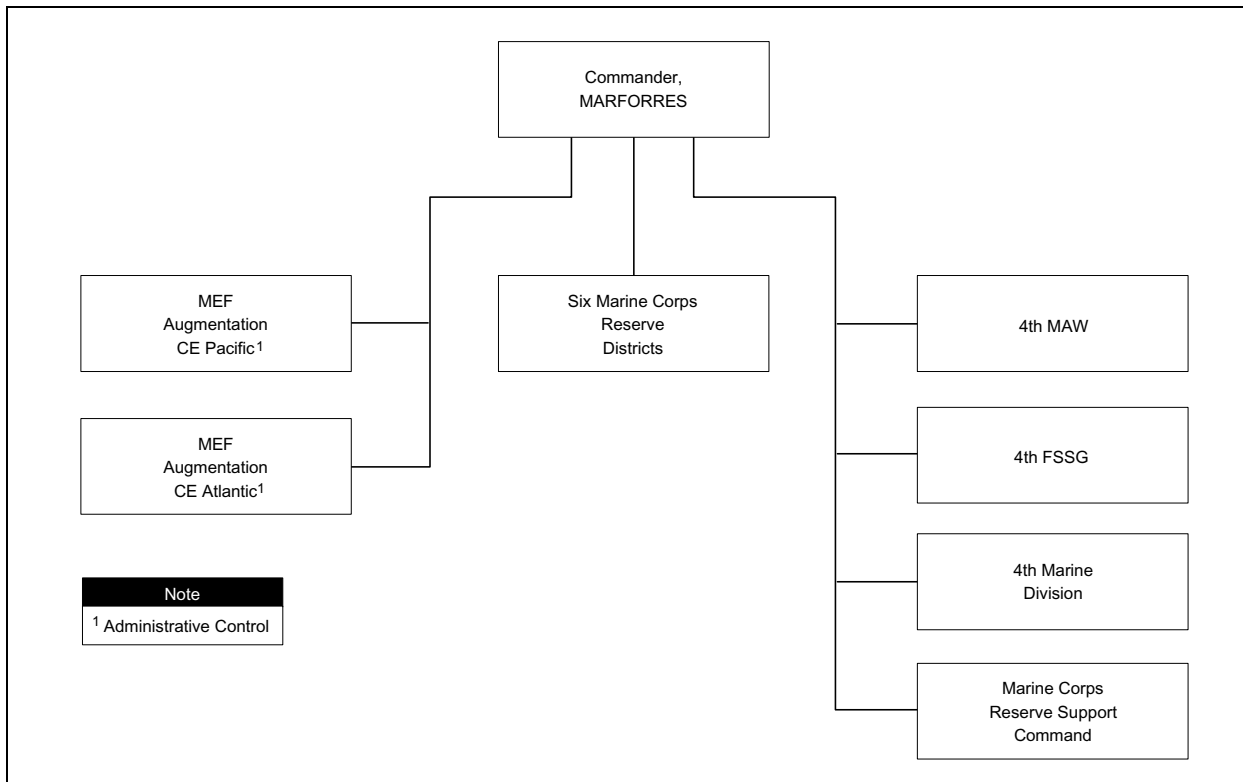 Commander,
MARFORRES
MEF
Augmentation
CE Pacific¹
Six Marine Corps
Reserve
Districts
4th MAW
MEF
Augmentation
CE Atlantic¹
4th FSSG
4th Marine
Division
Note
¹ Administrative Control
Marine Corps
Reserve Support
Command